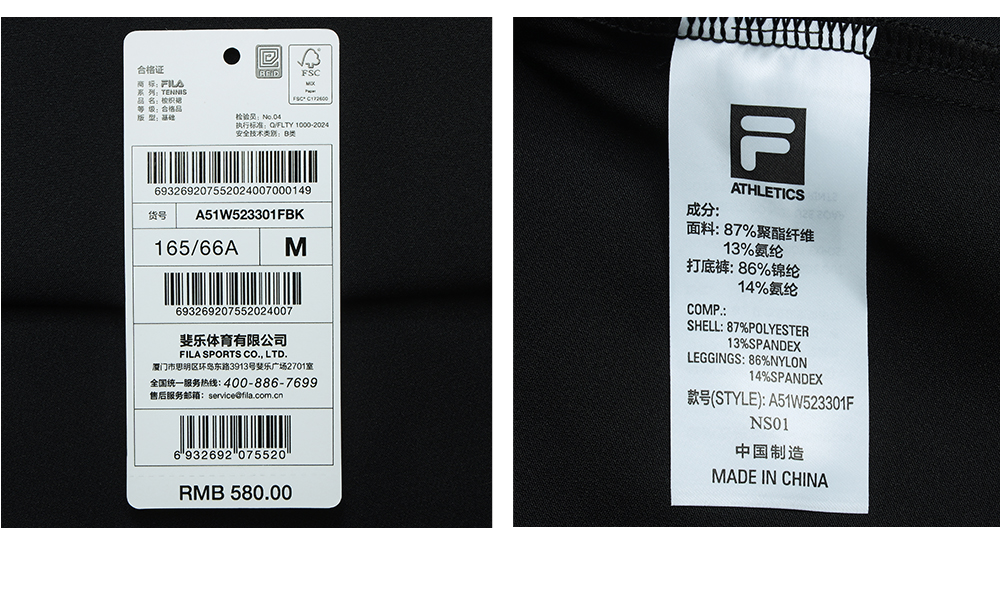 合格证
商 标: FILA
系 列: TENNIS
品 名: 梭织裙
等 级: 合格品
版 型: 基础
RFID
FSC
MIX
Paper
FSC® C172600
检验员: No.04
执行标准: Q/FLTY 1000-2024
安全技术类别: B类
69326920755202400700­0149
货号 A51W523301FBK
165/66A M
693269207552024007
斐乐体育有限公司
FILA SPORTS CO., LTD.
厦门市思明区环岛东路3913号斐乐广场2701室
全国统一服务热线: 400-886-7699
售后服务邮箱: service@fila.com.cn
6 932692 075520
RMB 580.00
F
ATHLETICS
成分:
面料: 87%聚酯纤维
13%氨纶
打底裤: 86%锦纶
14%氨纶
COMP.:
SHELL: 87%POLYESTER
13%SPANDEX
LEGGINGS: 86%NYLON
14%SPANDEX
款号(STYLE): A51W523301F
NS01
中国制造
MADE IN CHINA